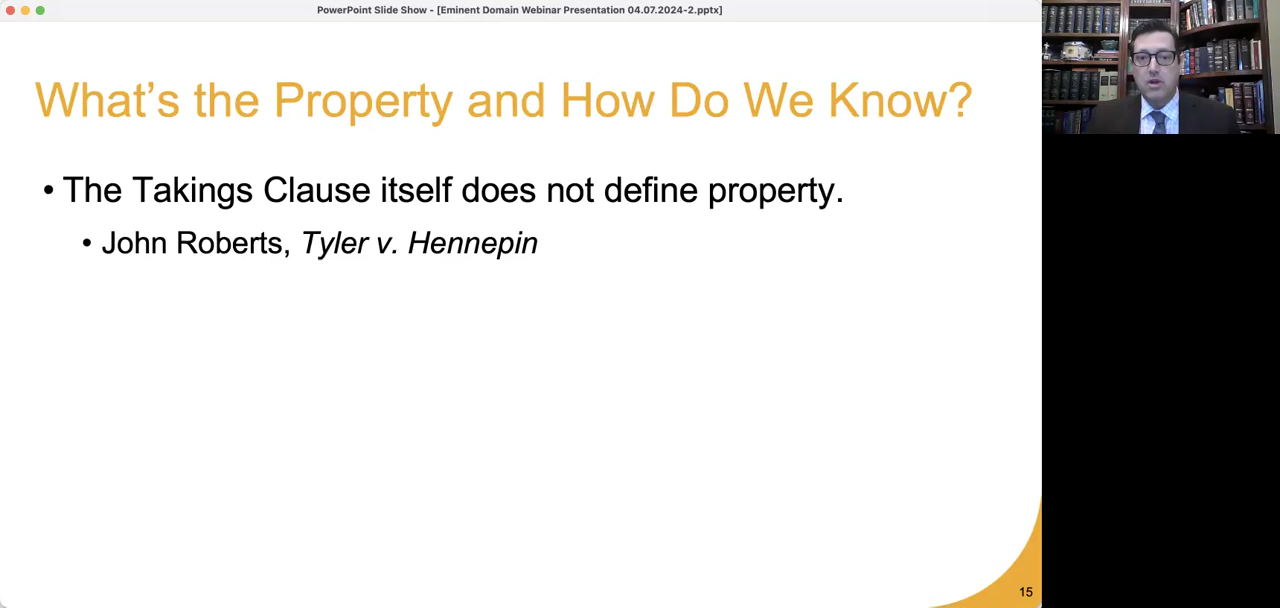 PowerPoint Slide Show - [Eminent Domain Webinar Presentation 04.07.2024-2.pptx]
What's the Property and How Do We Know?
• The Takings Clause itself does not define property.
• John Roberts, Tyler v. Hennepin
15